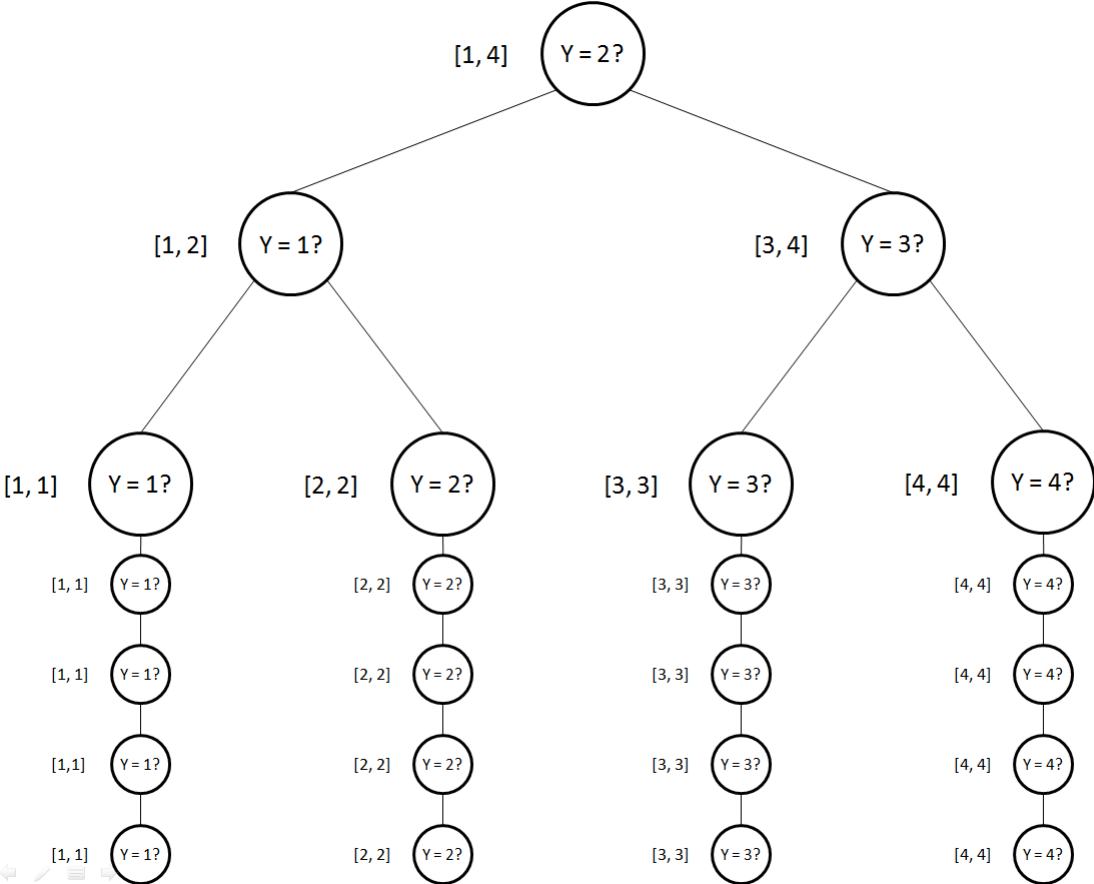 [1, 4] Y = 2?
[1, 2] Y = 1? [3, 4] Y = 3?
[1, 1] Y = 1? [2, 2] Y = 2? [3, 3] Y = 3? [4, 4] Y = 4?
[1, 1] Y = 1? [2, 2] Y = 2? [3, 3] Y = 3? [4, 4] Y = 4?
[1, 1] Y = 1? [2, 2] Y = 2? [3, 3] Y = 3? [4, 4] Y = 4?
[1,1] Y = 1? [2, 2] Y = 2? [3, 3] Y = 3? [4, 4] Y = 4?
[1, 1] Y = 1? [2, 2] Y = 2? [3, 3] Y = 3? [4, 4] Y = 4?